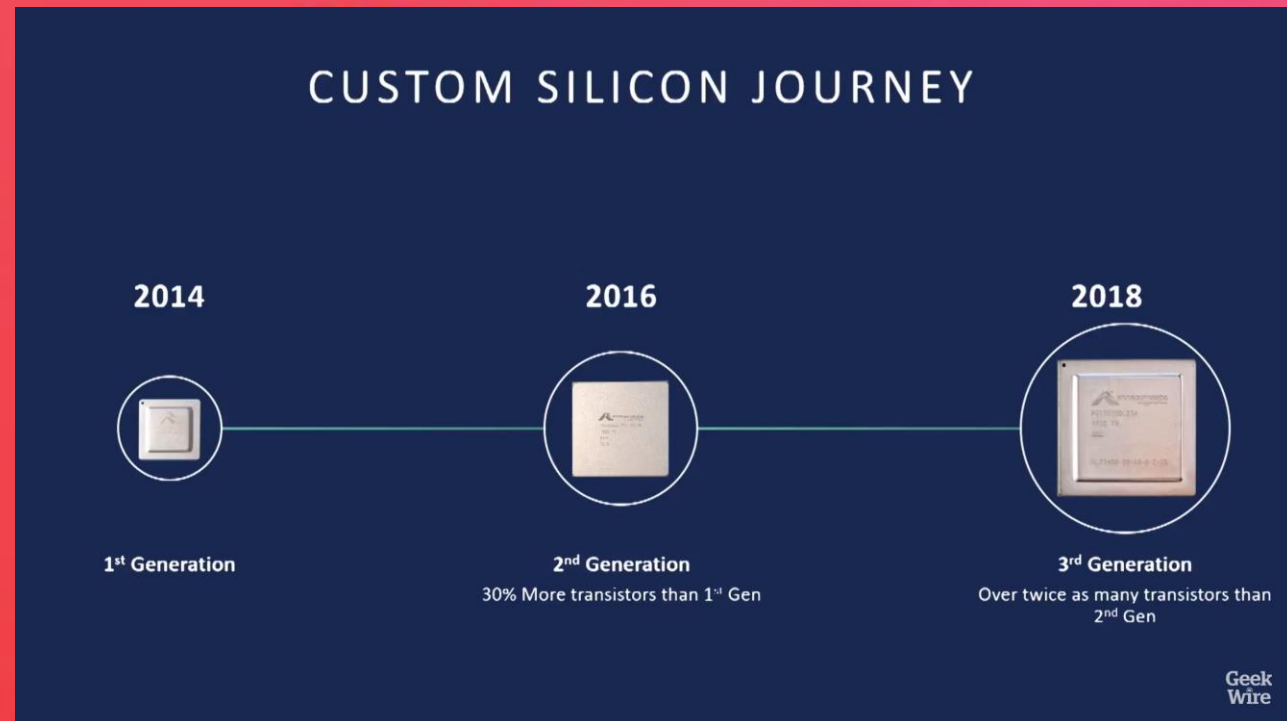 CUSTOM SILICON JOURNEY
2014
2016
2018
1st Generation
2nd Generation
30% More transistors than 1st Gen
3rd Generation
Over twice as many transistors than
2nd Gen
Geek
Wire